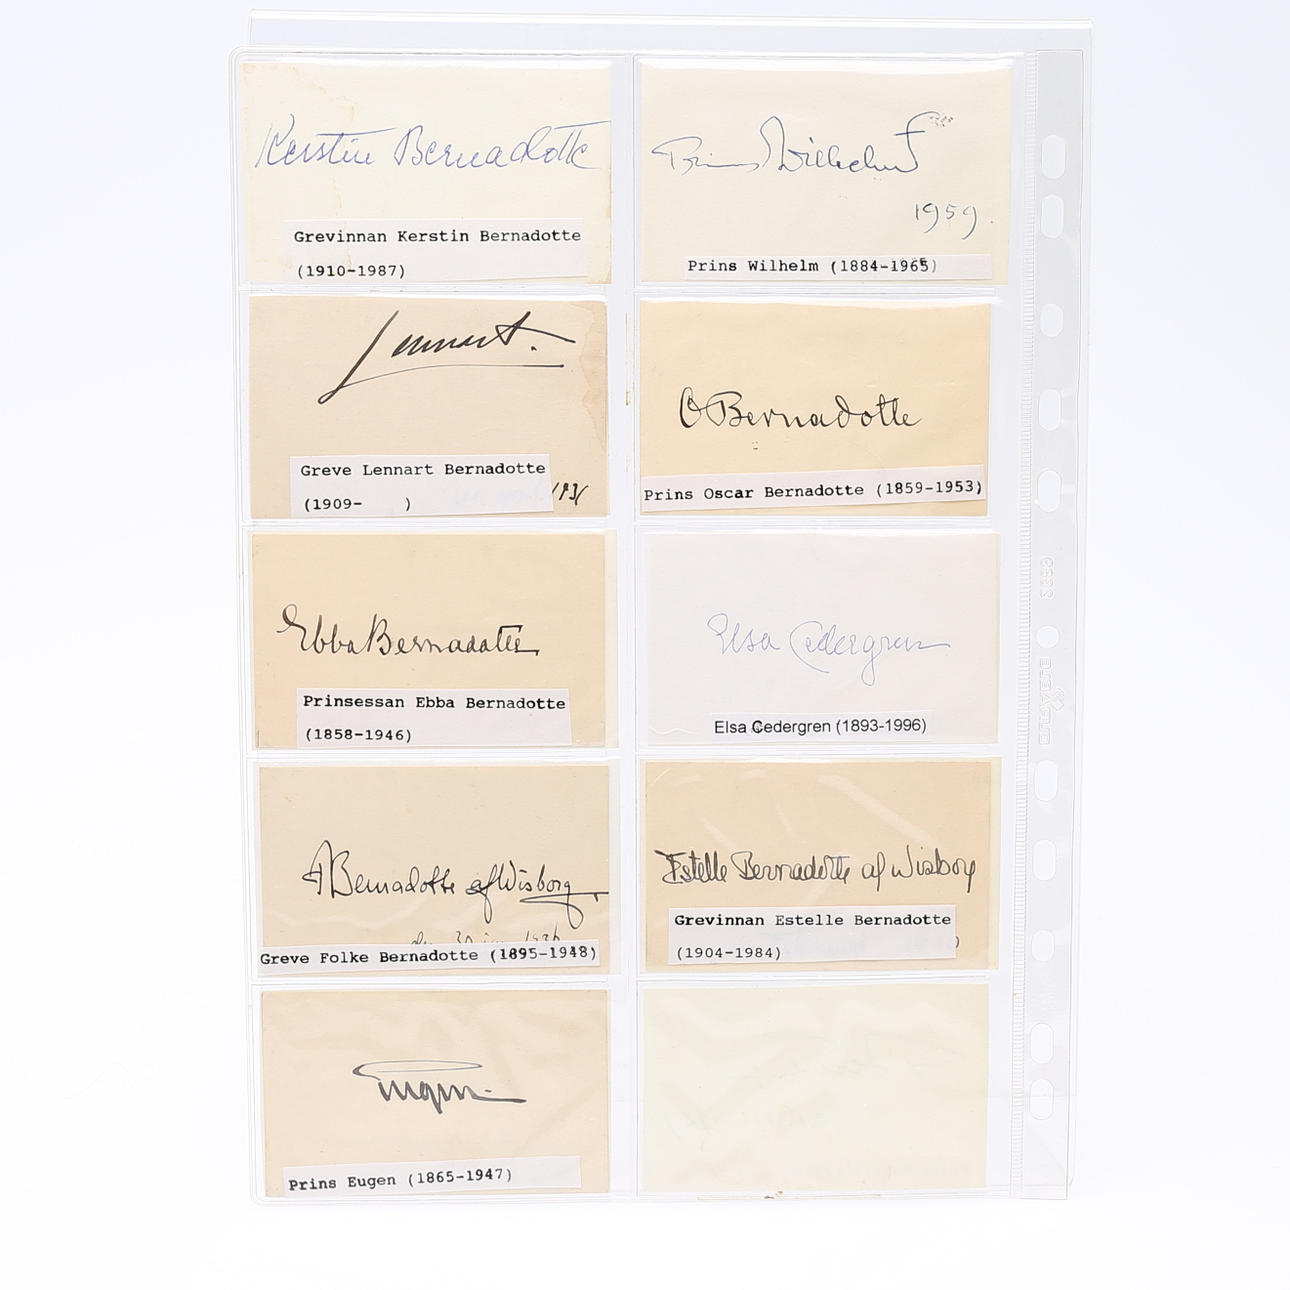 Kerstin Bernadotte
Grevinnan Kerstin Bernadotte
(1910-1987)
Prins Wilhelm
1959.
Prins Wilhelm (1884-1965)
Lennart.
Greve Lennart Bernadotte
(1909-    )
1931
O Bernadotte
Prins Oscar Bernadotte (1859-1953)
Ebba Bernadotte
Prinsessan Ebba Bernadotte
(1858-1946)
Elsa Cedergren
Elsa Cedergren (1893-1996)
F Bernadotte af Wisborg
Greve Folke Bernadotte (1895-1948)
Estelle Bernadotte af Wisborg
Grevinnan Estelle Bernadotte
(1904-1984)
Eugen
Prins Eugen (1865-1947)